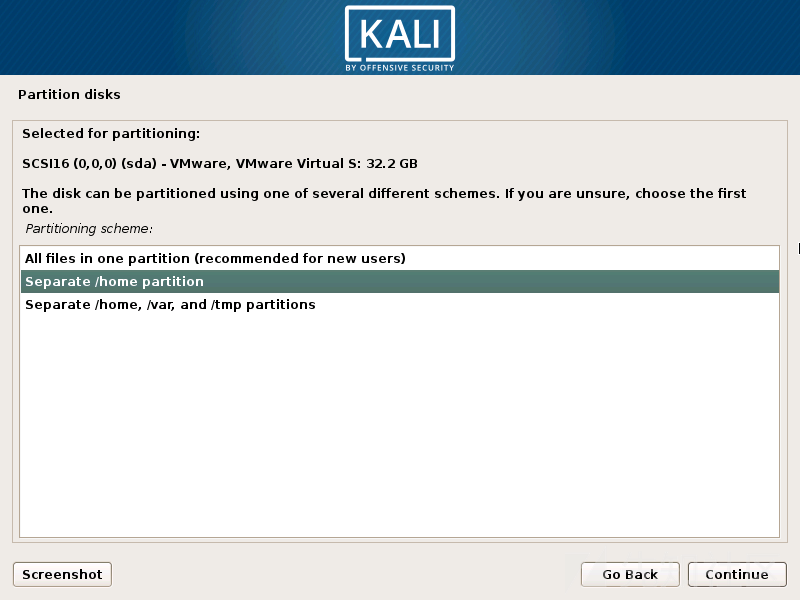 KALI
BY OFFENSIVE SECURITY
Partition disks
Selected for partitioning:
SCSI16 (0,0,0) (sda) - VMware, VMware Virtual S: 32.2 GB
The disk can be partitioned using one of several different schemes. If you are unsure, choose the first
one.
Partitioning scheme:
All files in one partition (recommended for new users)
Separate /home partition
Separate /home, /var, and /tmp partitions
Screenshot
Go Back
Continue